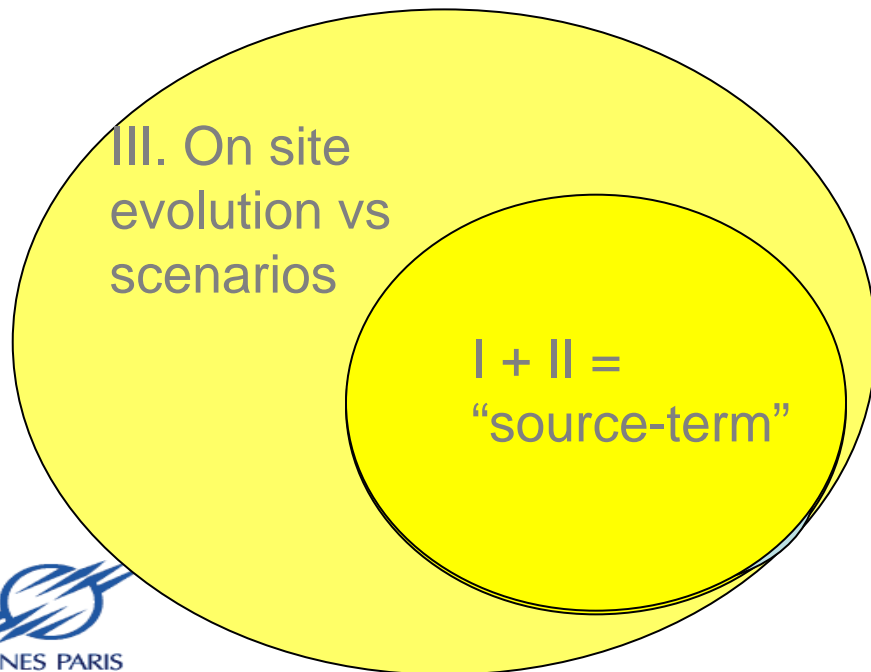 III. On site
evolution vs
scenarios
I + II =
“source-term”
NES PARIS